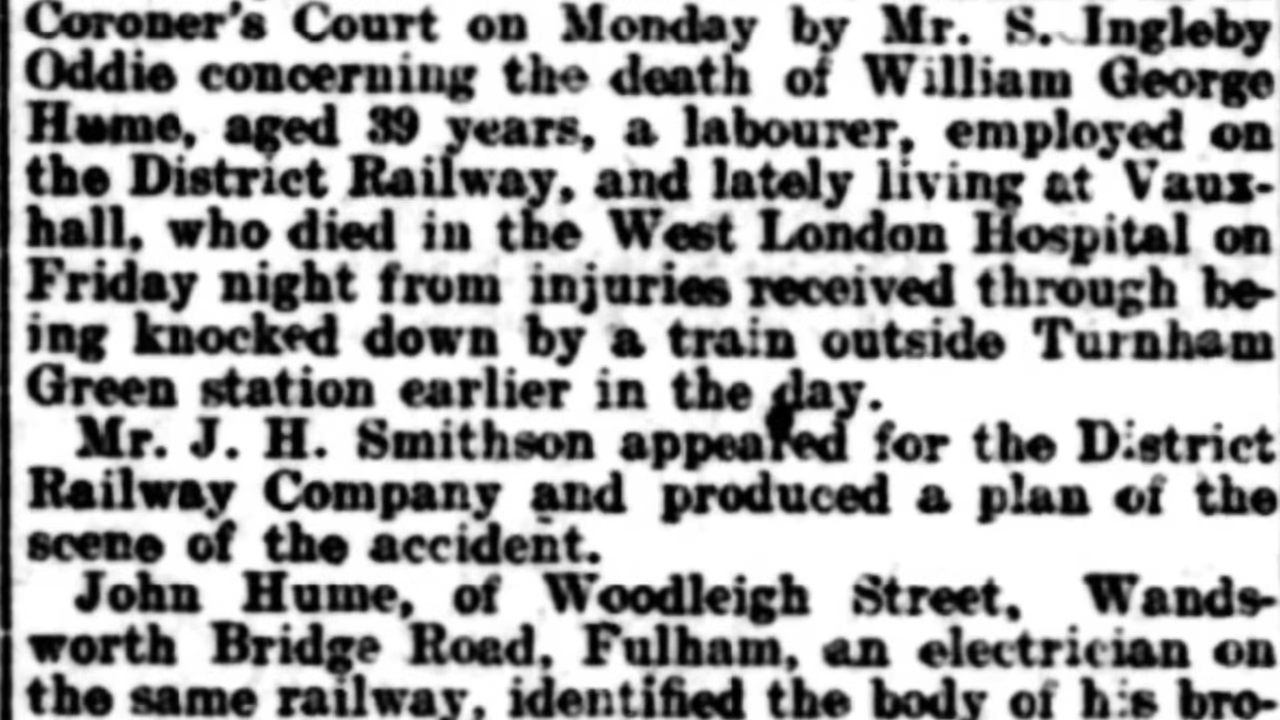 Coroner's Court on Monday by Mr. S. Ingleby
Oddie concerning the death of William George
Hume, aged 39 years, a labourer, employed on
the District Railway, and lately living at Vaux-
hall, who died in the West London Hospital on
Friday night from injuries received through be-
ing knocked down by a train outside Turnham
Green station earlier in the day.
Mr. J. H. Smithson appeared for the District
Railway Company and produced a plan of the
scene of the accident.
John Hume, of Woodleigh Street, Wands-
worth Bridge Road, Fulham, an electrician on
the same railway, identified the body of his bro-